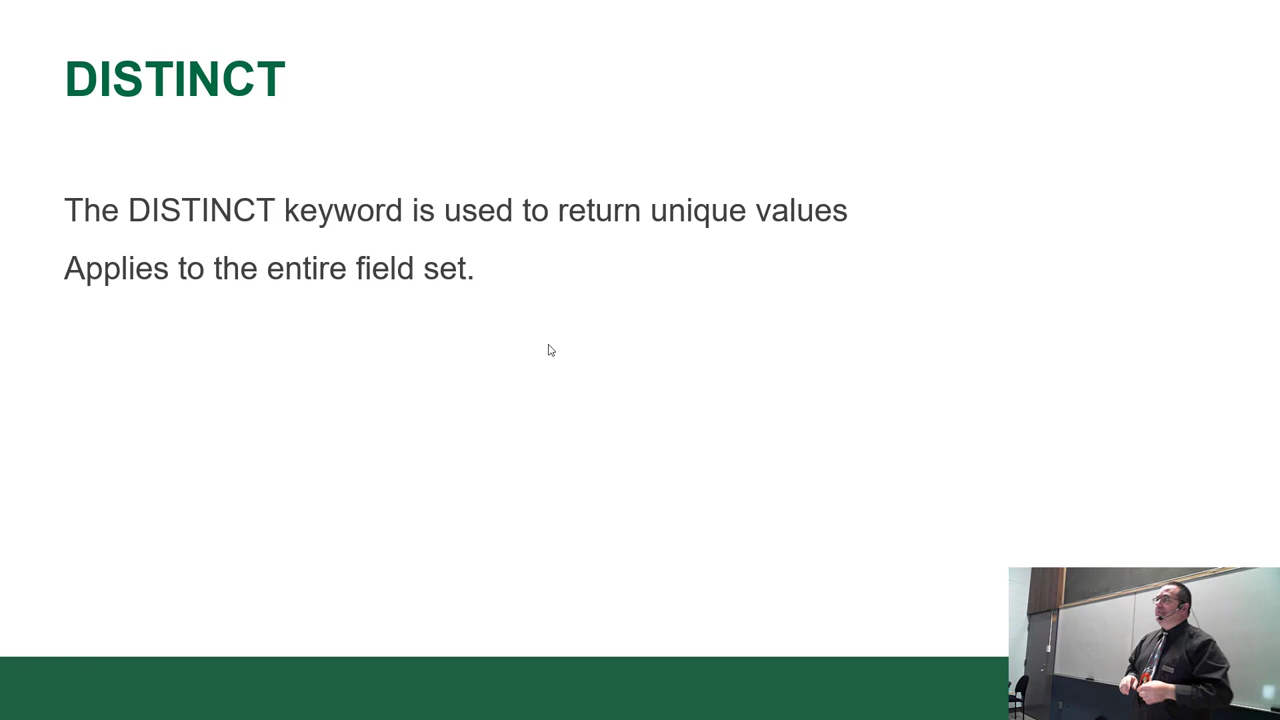 DISTINCT
The DISTINCT keyword is used to return unique values
Applies to the entire field set.